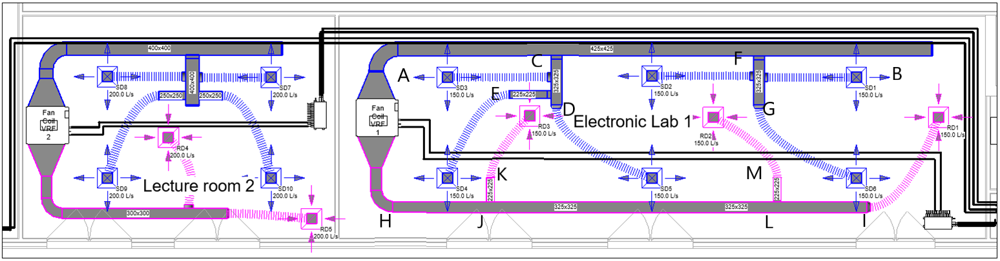 400x400
425x425
C
F
A
SD8
200.0 L/s
400x400
SD7
200.0 L/s
SD3
150.0 L/s
325x325
SD2
150.0 L/s
325x325
SD1
150.0 L/s
B
250x250
250x250
E
225x225
Fan
Coil
VRF
2
Fan
Coil
VRF
1
D
G
Electronic Lab 1
RD3
150.0 L/s
RD2
150.0 L/s
RD1
150.0 L/s
RD4
200.0 L/s
K
M
SD9
200.0 L/s
Lecture room 2
SD10
200.0 L/s
SD4
150.0 L/s
225x225
SD5
150.0 L/s
225x225
SD6
150.0 L/s
300x300
325x325
325x325
H
J
L
I
RD5
200.0 L/s